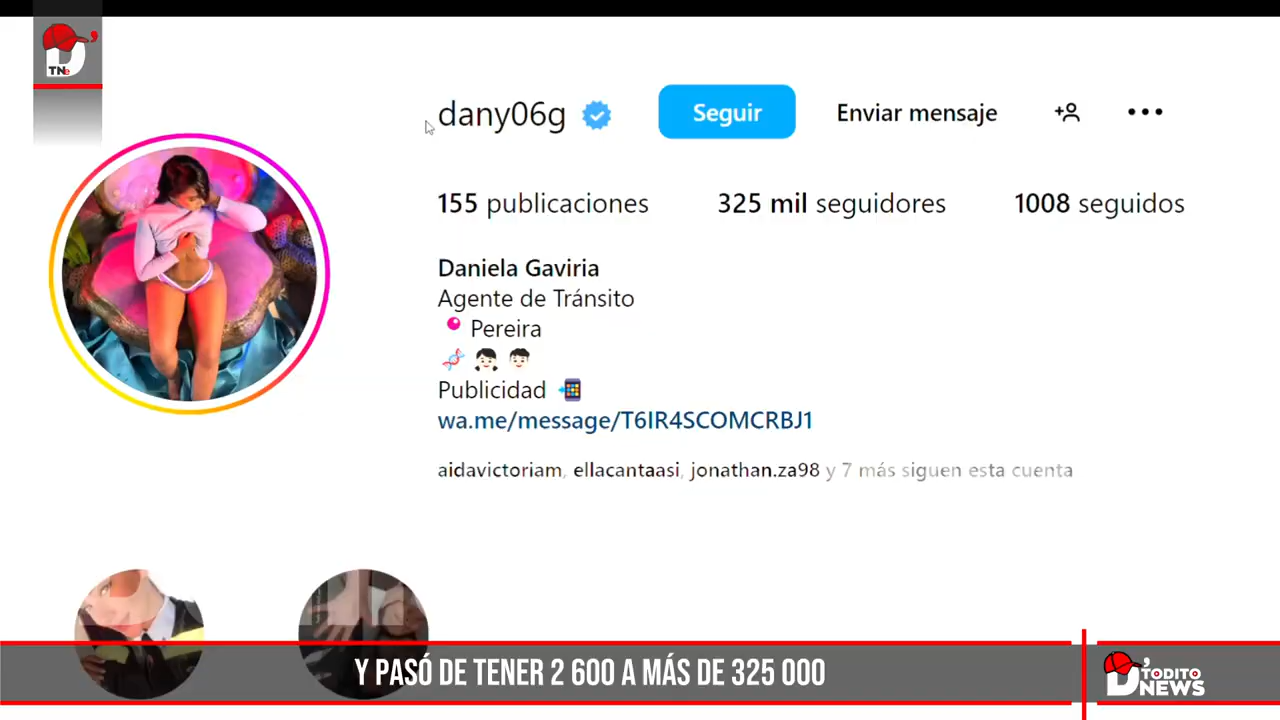 D'
TNe
dany06g
Seguir
Enviar mensaje
155 publicaciones
325 mil seguidores
1008 seguidos
Daniela Gaviria
Agente de Tránsito
Pereira
Publicidad
wa.me/message/T6IR4SCOMCRBJ1
aidavictoriam, ellacantaasi, jonathan.za98 y 7 más siguen esta cuenta
Y PASÓ DE TENER 2 600 A MÁS DE 325 000
D'TODITO
NEWS